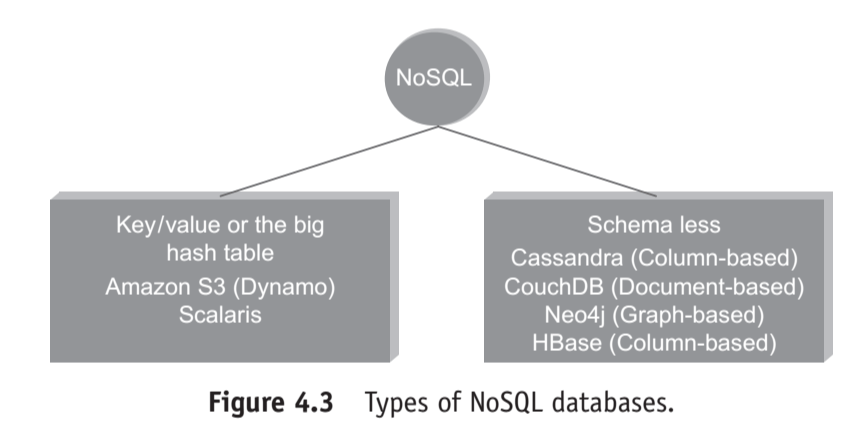 NoSQL
Key/value or the big
hash table
Amazon S3 (Dynamo)
Scalaris
Schema less
Cassandra (Column-based)
CouchDB (Document-based)
Neo4j (Graph-based)
HBase (Column-based)
Figure 4.3 Types of NoSQL databases.